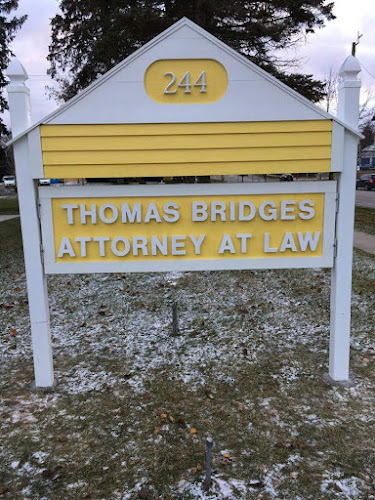 244
THOMAS BRIDGES
ATTORNEY AT LAW